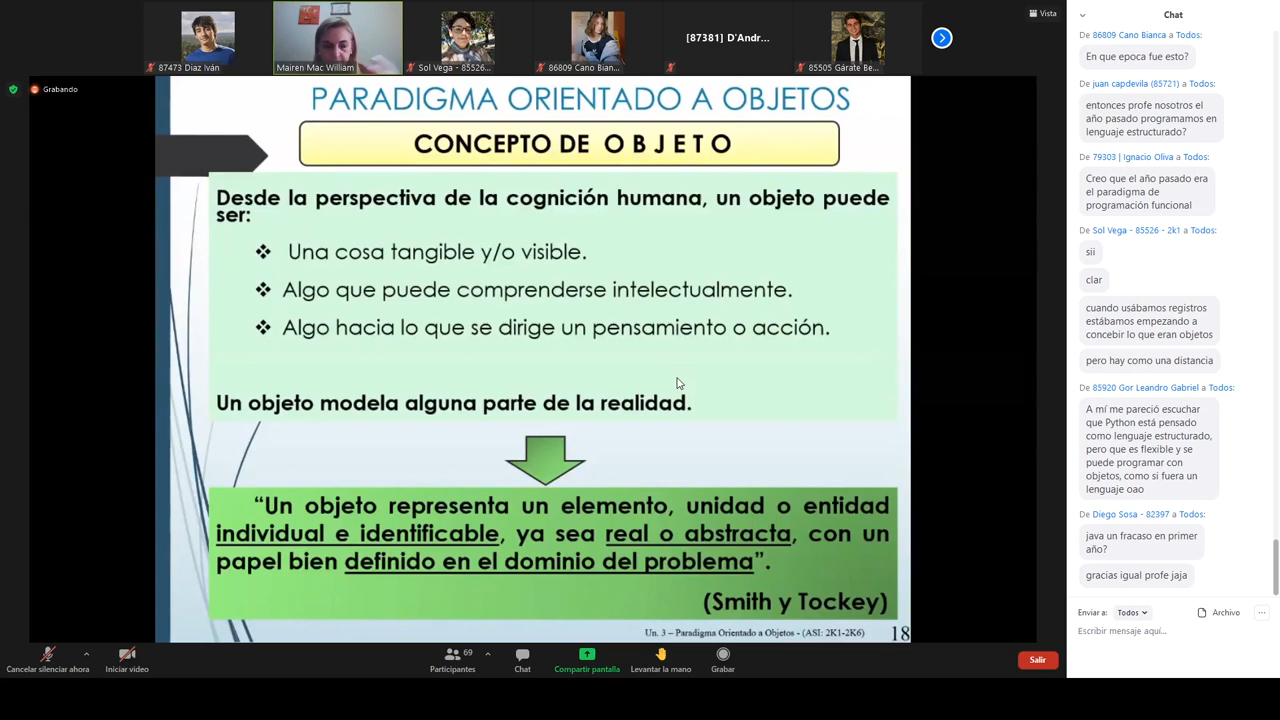 Vista
87473 Diaz Iván
Mairen Mac William
Sol Vega - 85526...
86809 Cano Bian...
[87381] D'Andr...
85505 Gárate Be...
Grabando
PARADIGMA ORIENTADO A OBJETOS
CONCEPTO DE O B J E T O
Desde la perspectiva de la cognición humana, un objeto puede
ser:
Una cosa tangible y/o visible.
Algo que puede comprenderse intelectualmente.
Algo hacia lo que se dirige un pensamiento o acción.
Un objeto modela alguna parte de la realidad.
“Un objeto representa un elemento, unidad o entidad
individual e identificable, ya sea real o abstracta, con un
papel bien definido en el dominio del problema”.
(Smith y Tockey)
Un. 3 – Paradigma Orientado a Objetos - (ASI: 2K1-2K6)
18
Cancelar silenciar ahora
Iniciar video
69
Participantes
Chat
Compartir pantalla
Levantar la mano
Grabar
Salir
Chat
De 86809 Cano Bianca a Todos:
En que epoca fue esto?
De juan capdevila (85721) a Todos:
entonces profe nosotros el
año pasado programamos en
lenguaje estructurado?
De 79303 | Ignacio Oliva a Todos:
Creo que el año pasado era
el paradigma de
programación funcional
De Sol Vega - 85526 - 2k1 a Todos:
sii
clar
cuando usábamos registros
estábamos empezando a
concebir lo que eran objetos
pero hay como una distancia
De 85920 Gor Leandro Gabriel a Todos:
A mí me pareció escuchar
que Python está pensado
como lenguaje estructurado,
pero que es flexible y se
puede programar con
objetos, como si fuera un
lenguaje oao
De Diego Sosa - 82397 a Todos:
java un fracaso en primer
año?
gracias igual profe jaja
Enviar a: Todos
Archivo
Escribir mensaje aquí...